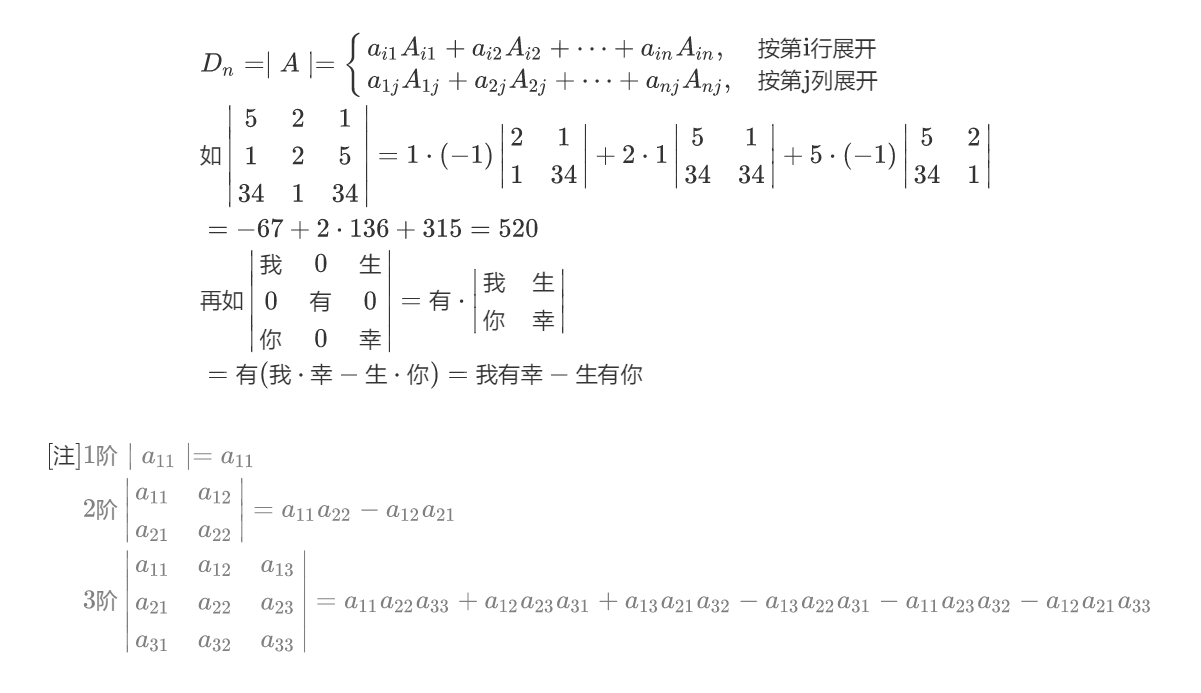 $D_n = |A| = \begin{cases} a_{i1}A_{i1} + a_{i2}A_{i2} + \cdots + a_{in}A_{in}, & 按第i行展开 \\ a_{1j}A_{1j} + a_{2j}A_{2j} + \cdots + a_{nj}A_{nj}, & 按第j列展开 \end{cases}$
如 $\begin{vmatrix} 5 & 2 & 1 \\ 1 & 2 & 5 \\ 34 & 1 & 34 \end{vmatrix} = 1 \cdot (-1) \begin{vmatrix} 2 & 1 \\ 1 & 34 \end{vmatrix} + 2 \cdot 1 \begin{vmatrix} 5 & 1 \\ 34 & 34 \end{vmatrix} + 5 \cdot (-1) \begin{vmatrix} 5 & 2 \\ 34 & 1 \end{vmatrix}$
$= -67 + 2 \cdot 136 + 315 = 520$
再如 $\begin{vmatrix} 我 & 0 & 生 \\ 0 & 有 & 0 \\ 你 & 0 & 幸 \end{vmatrix} = 有 \cdot \begin{vmatrix} 我 & 生 \\ 你 & 幸 \end{vmatrix}$
$= 有(我 \cdot 幸 - 生 \cdot 你) = 我有幸 - 生有你$
[注]1阶 $|a_{11}| = a_{11}$
2阶 $\begin{vmatrix} a_{11} & a_{12} \\ a_{21} & a_{22} \end{vmatrix} = a_{11}a_{22} - a_{12}a_{21}$
3阶 $\begin{vmatrix} a_{11} & a_{12} & a_{13} \\ a_{21} & a_{22} & a_{23} \\ a_{31} & a_{32} & a_{33} \end{vmatrix} = a_{11}a_{22}a_{33} + a_{12}a_{23}a_{31} + a_{13}a_{21}a_{32} - a_{13}a_{22}a_{31} - a_{11}a_{23}a_{32} - a_{12}a_{21}a_{33}$